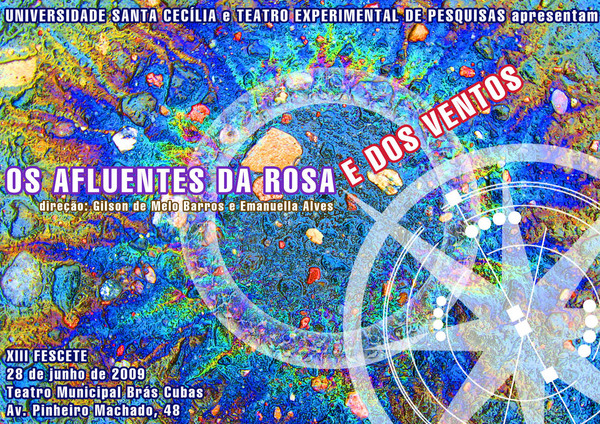 UNIVERSIDADE SANTA CECÍLIA e TEATRO EXPERIMENTAL DE PESQUISAS apresentam
OS AFLUENTES DA ROSA E DOS VENTOS
direção: Gilson de Melo Barros e Emanuella Alves
XIII FESCETE
28 de junho de 2009
Teatro Municipal Brás Cubas
Av. Pinheiro Machado, 48